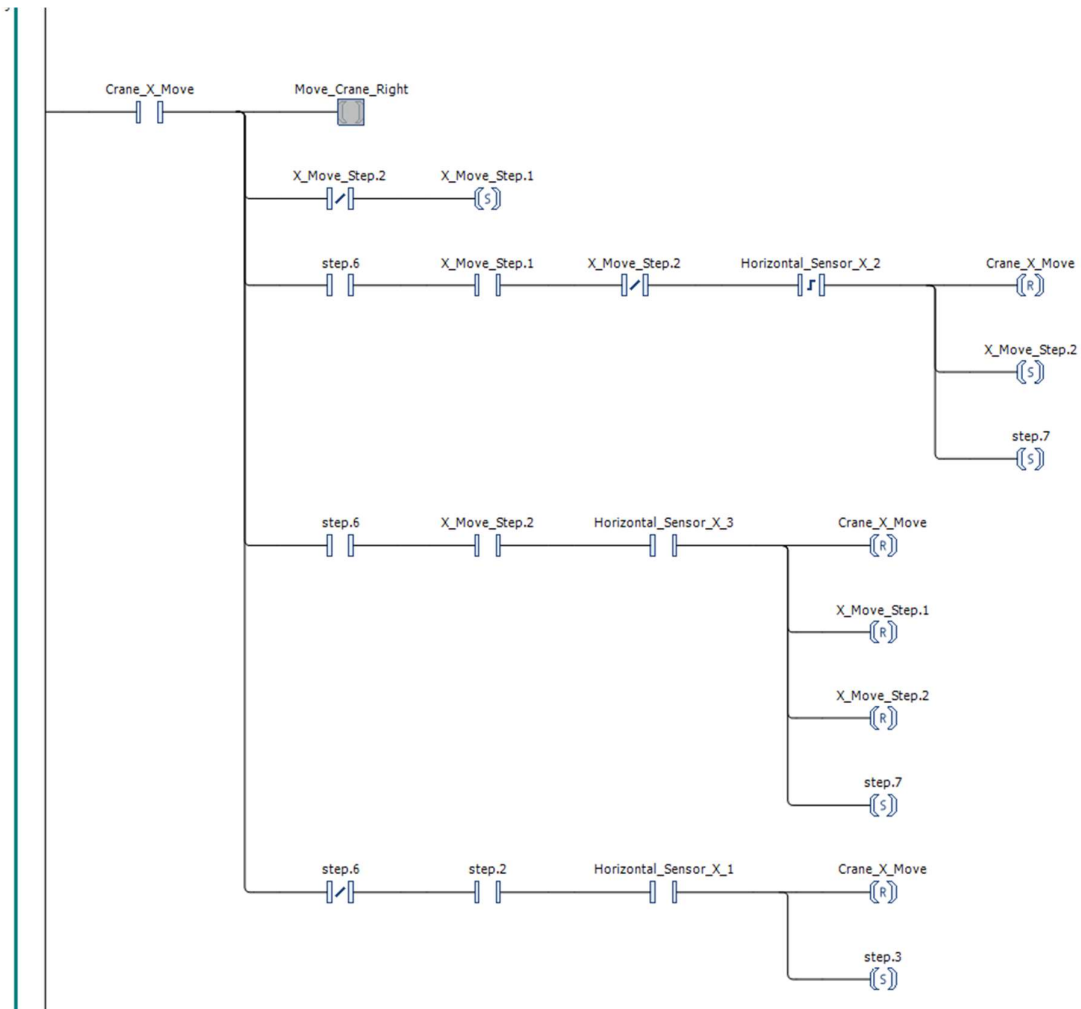 Crane_X_Move Move_Crane_Right
X_Move_Step.2 X_Move_Step.1
S
step.6 X_Move_Step.1 X_Move_Step.2 Horizontal_Sensor_X_2 Crane_X_Move
R
X_Move_Step.2
S
step.7
S
step.6 X_Move_Step.2 Horizontal_Sensor_X_3 Crane_X_Move
R
X_Move_Step.1
R
X_Move_Step.2
R
step.7
S
step.6 step.2 Horizontal_Sensor_X_1 Crane_X_Move
R
step.3
S